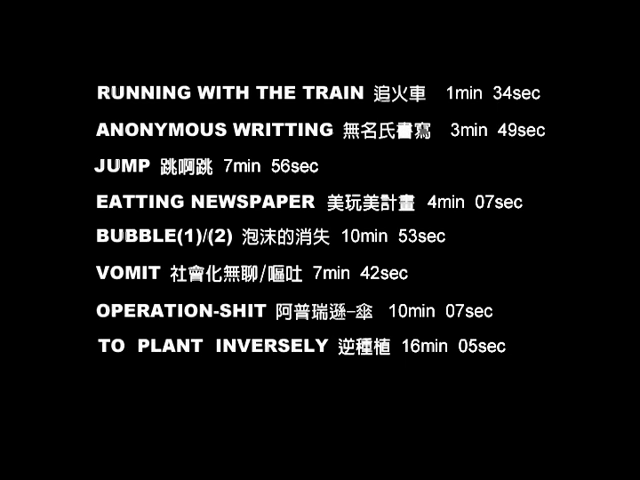 RUNNING WITH THE TRAIN 追火車 1min 34sec
ANONYMOUS WRITTING 無名氏書寫 3min 49sec
JUMP 跳啊跳 7min 56sec
EATTING NEWSPAPER 美玩美計畫 4min 07sec
BUBBLE(1)/(2) 泡沫的消失 10min 53sec
VOMIT 社會化無聊/嘔吐 7min 42sec
OPERATION-SHIT 阿普瑞遜-傘 10min 07sec
TO PLANT INVERSELY 逆種植 16min 05sec